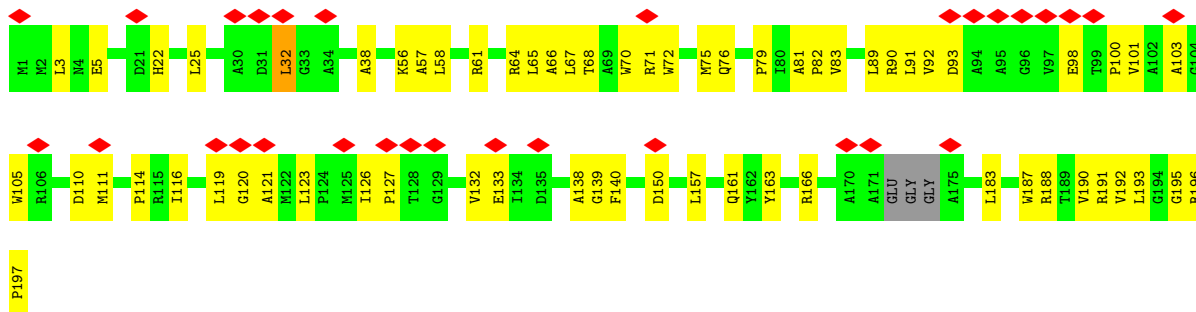 M1 M2 L3 N4 E5 D21 H22 L25 A30 D31 L32 G33 A34 A38 K56 A57 L58 R61 R64 L65 A66 L67 T68 A69 W70 R71 W72 M75 Q76 P79 I80 A81 P82 V83 L89 R90 L91 V92 D93 A94 A95 G96 V97 E98 T99 P100 V101 A102 A103 G104
W105 R106 D110 M111 P114 R115 I116 L119 G120 A121 M122 L123 P124 M125 I126 P127 T128 G129 V132 E133 I134 D135 A138 G139 F140 D150 L157 Q161 Y162 Y163 R166 A170 A171 GLU GLY GLY A175 L183 W187 R188 T189 V190 R191 V192 L193 G194 G195 R196
P197